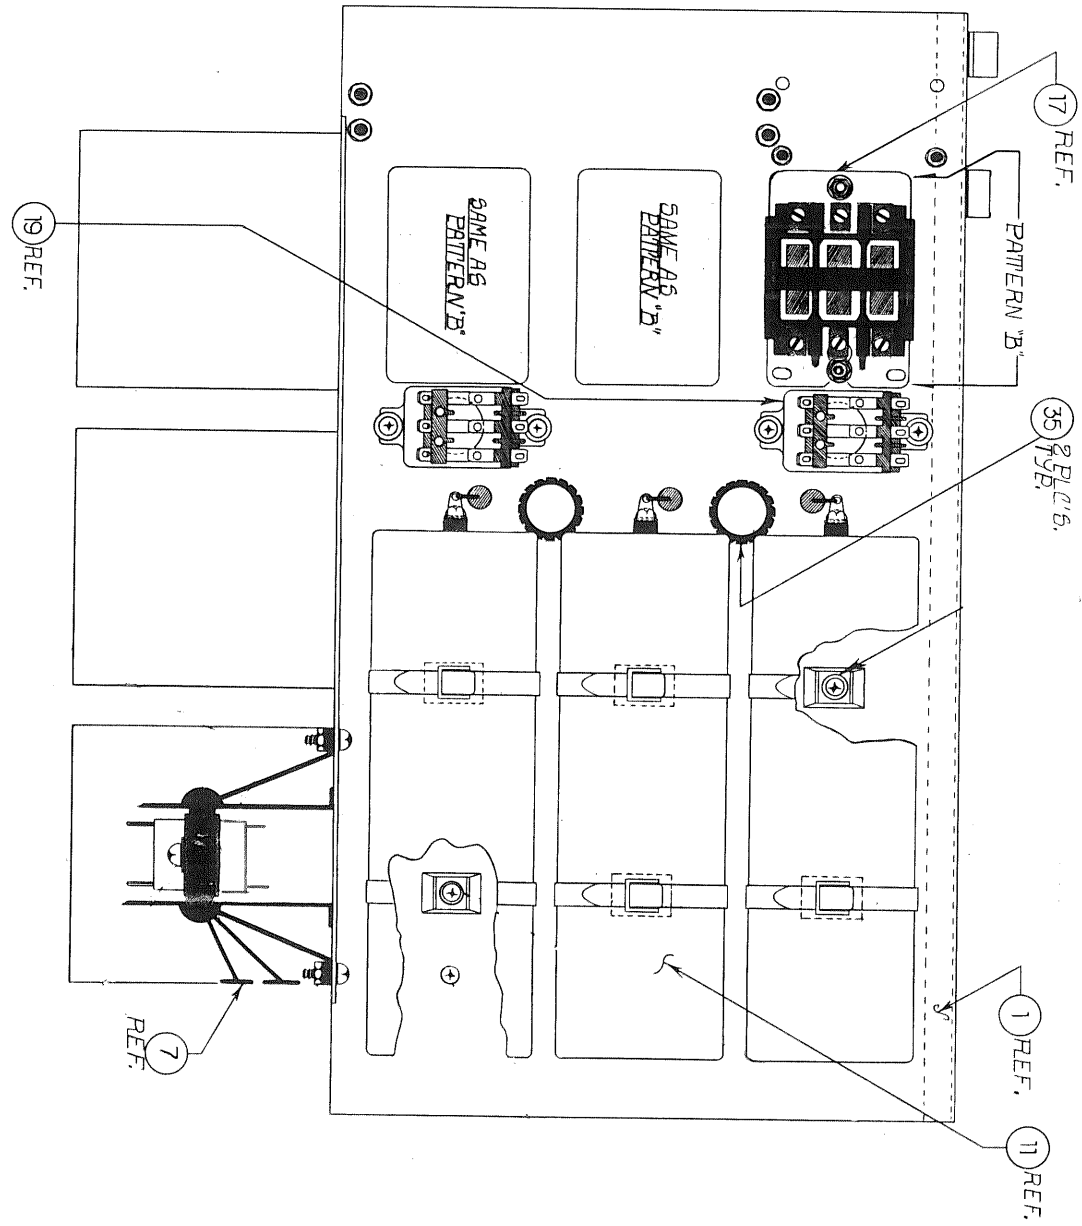 17 REF.
PATTERN "B"
SAME AS
PATTERN "B"
SAME AS
PATTERN "B"
19 REF.
35 2 PLC'S.
TYP.
1 REF.
11 REF.
7
REF.